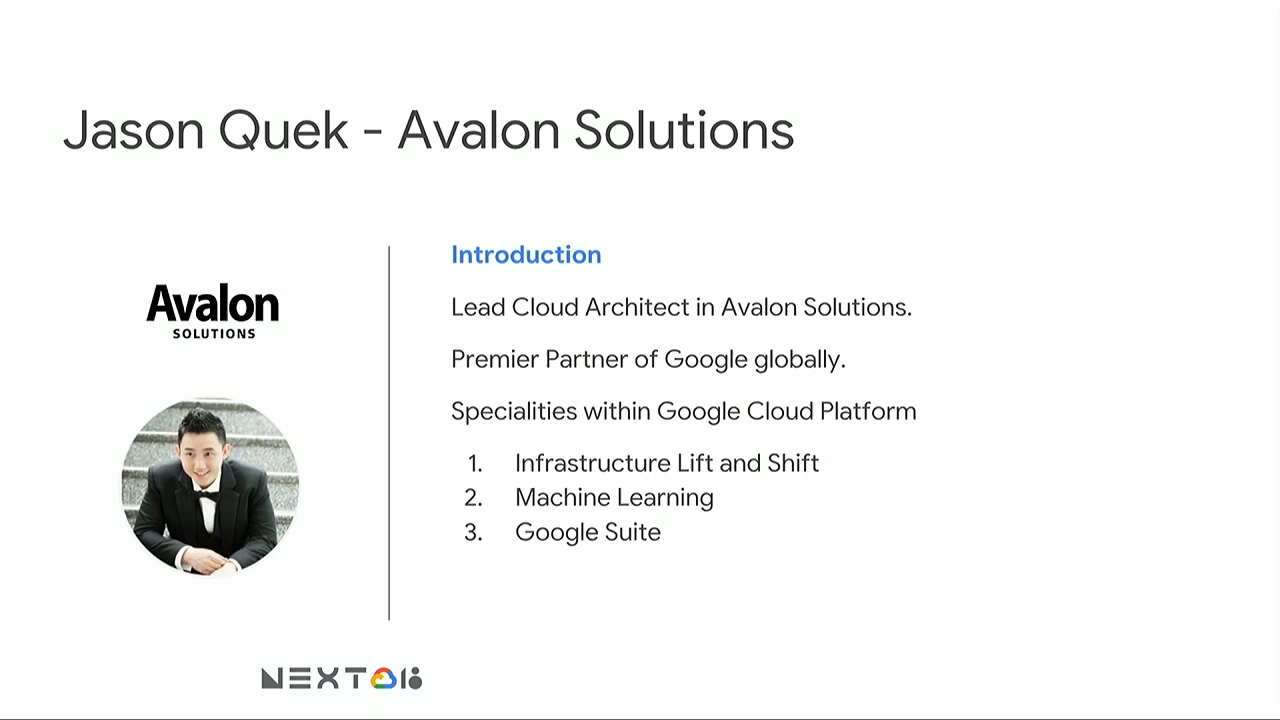 Jason Quek - Avalon Solutions
Avalon
SOLUTIONS
Introduction
Lead Cloud Architect in Avalon Solutions.
Premier Partner of Google globally.
Specialities within Google Cloud Platform
1. Infrastructure Lift and Shift
2. Machine Learning
3. Google Suite
NEXT 18